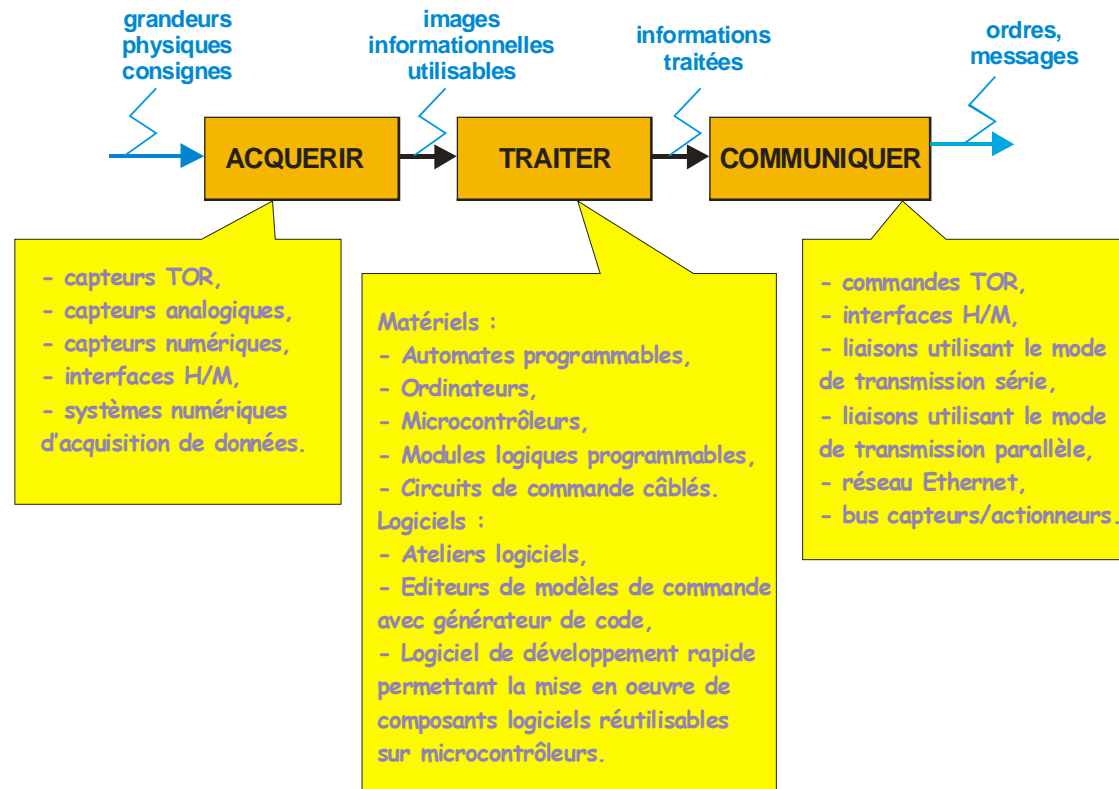 grandeurs
physiques
consignes
images
informationnelles
utilisables
informations
traitées
ordres,
messages
ACQUERIR
TRAITER
COMMUNIQUER
- capteurs TOR,
- capteurs analogiques,
- capteurs numériques,
- interfaces H/M,
- systèmes numériques
d'acquisition de données.
Matériels :
- Automates programmables,
- Ordinateurs,
- Microcontrôleurs,
- Modules logiques programmables,
- Circuits de commande câblés.
Logiciels :
- Ateliers logiciels,
- Editeurs de modèles de commande
avec générateur de code,
- Logiciel de développement rapide
permettant la mise en oeuvre de
composants logiciels réutilisables
sur microcontrôleurs.
- commandes TOR,
- interfaces H/M,
- liaisons utilisant le mode
de transmission série,
- liaisons utilisant le mode
de transmission parallèle,
- réseau Ethernet,
- bus capteurs/actionneurs.